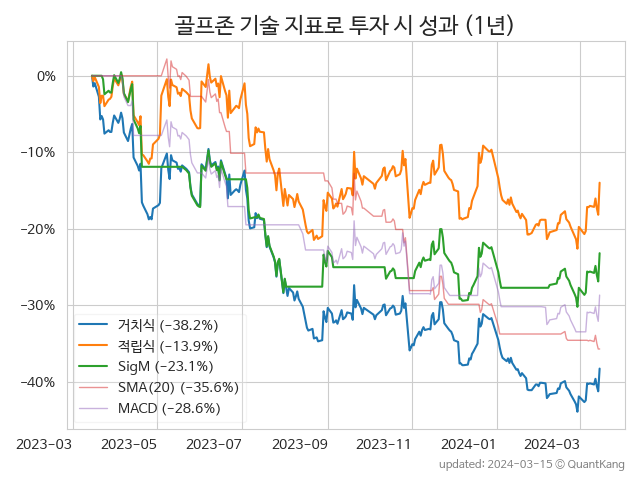 골프존 기술 지표로 투자 시 성과 (1년)
0%
−10%
−20%
−30%
−40%
거치식 (−38.2%)
적립식 (−13.9%)
SigM (−23.1%)
SMA(20) (−35.6%)
MACD (−28.6%)
2023−03 2023−05 2023−07 2023−09 2023−11 2024−01 2024−03
updated: 2024−03−15 © QuantKang